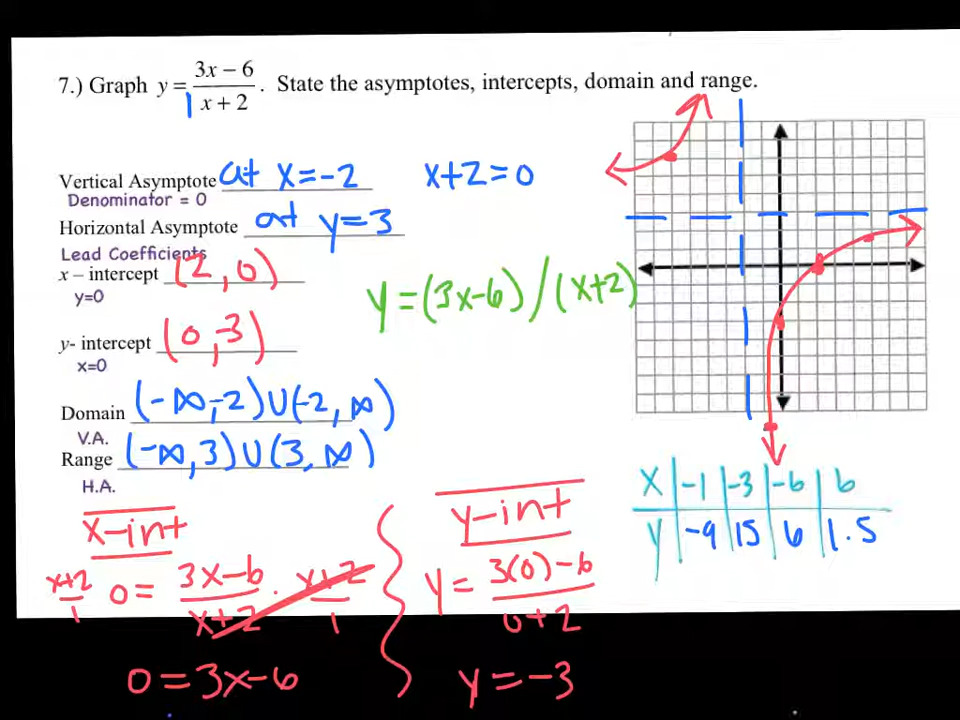 7.) Graph y = 3x − 6 / x + 2 . State the asymptotes, intercepts, domain and range.
1
Vertical Asymptote at x=-2 x+2=0
Denominator = 0
Horizontal Asymptote at y=3
Lead Coefficients
x – intercept (2,0)
y=0
y=(3x-6)/(x+2)
y- intercept (0,-3)
x=0
Domain (-∞,-2)∪(-2,∞)
V.A.
Range (-∞,3)∪(3,∞)
H.A.
x -1 -3 -6 6
y -9 15 6 1.5
x-int
x+2/1 0 = 3x-6/x+2 · x+2/1
0=3x-6
y-int
y= 3(0)-6/0+2
y=-3